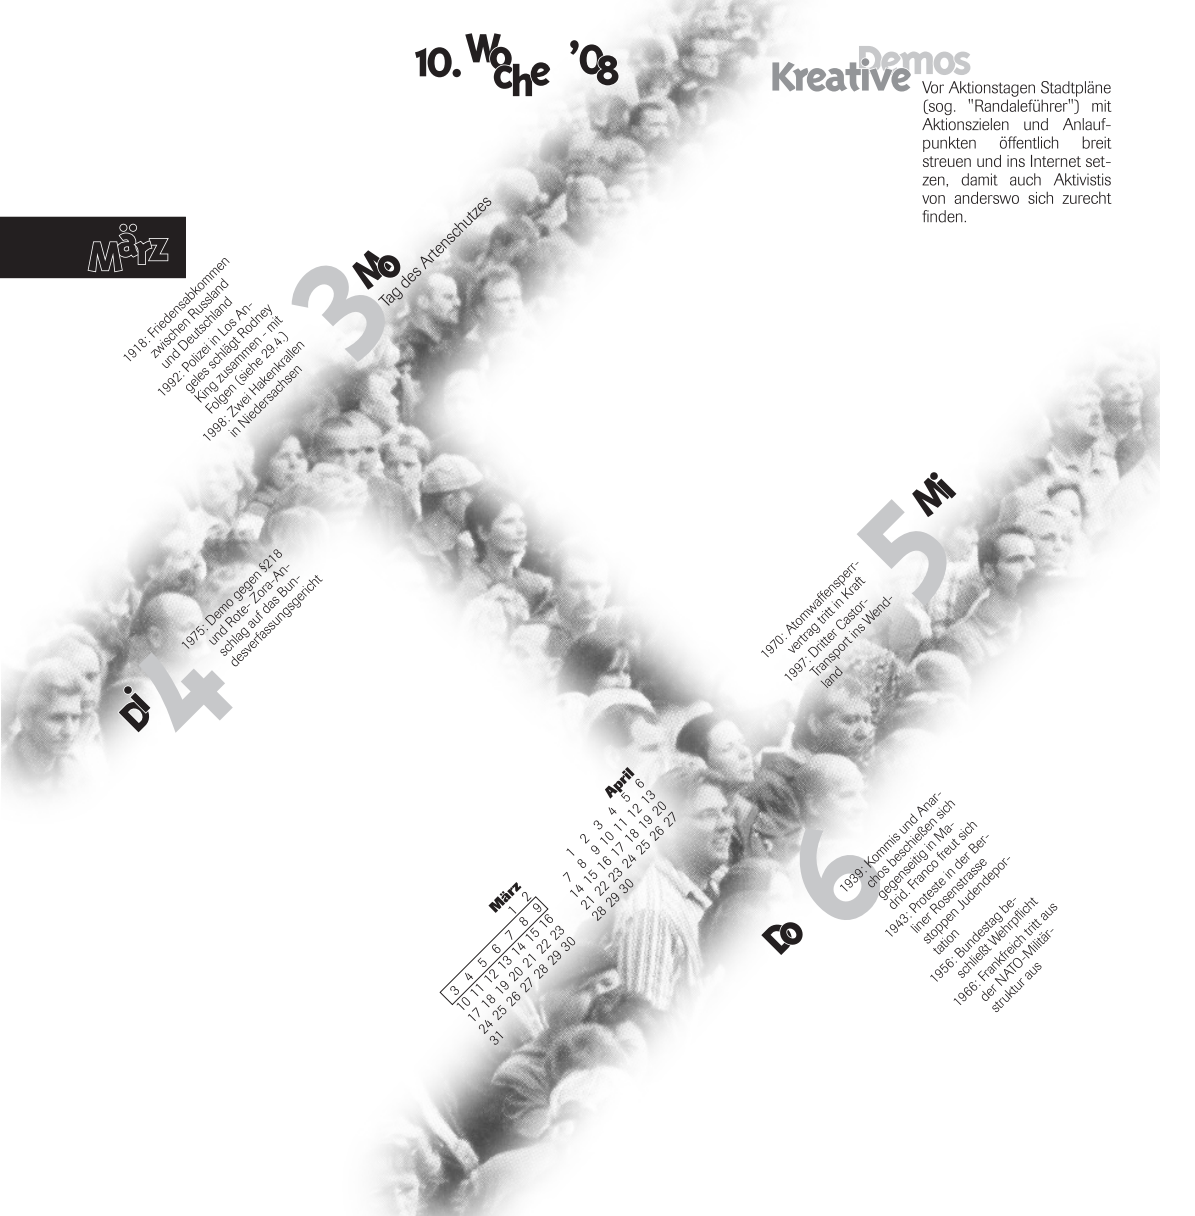 10. Woche '08
Kreative Demos
Vor Aktionstagen Stadtpläne
(sog. "Randaleführer") mit
Aktionszielen und Anlauf-
punkten öffentlich breit
streuen und ins Internet set-
zen, damit auch Aktivistis
von anderswo sich zurecht
finden.
März
3 Mo
Tag des Artenschutzes
1918: Friedensabkommen
zwischen Russland
und Deutschland
1992: Polizei in Los An-
geles schlägt Rodney
King zusammen - mit
Folgen (siehe 29.4.)
1998: Zwei Hakenkrallen
in Niedersachsen
Di 4
1975: Demo gegen §218
und Rote- Zora-An-
schlag auf das Bun-
desverfassungsgericht
5 Mi
1970: Atomwaffensperr-
vertrag tritt in Kraft
1997: Dritter Castor-
Transport ins Wend-
land
Do 6
1939: Kommis und Anar-
chos beschießen sich
gegenseitig in Ma-
drid. Franco freut sich
1943: Proteste in der Ber-
liner Rosenstrasse
stoppen Judendepor-
tation
1956: Bundestag be-
schließt Wehrpflicht
1966: Frankfreich tritt aus
der NATO-Militär-
struktur aus
März
1 2
3 4 5 6 7 8 9
10 11 12 13 14 15 16
17 18 19 20 21 22 23
24 25 26 27 28 29 30
31
April
1 2 3 4 5 6
7 8 9 10 11 12 13
14 15 16 17 18 19 20
21 22 23 24 25 26 27
28 29 30